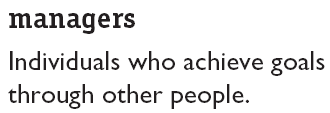 managers
Individuals who achieve goals
through other people.